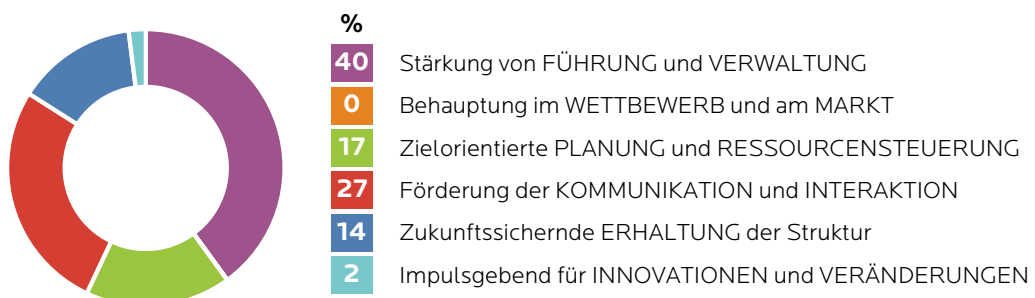 %
40 Stärkung von FÜHRUNG und VERWALTUNG
0 Behauptung im WETTBEWERB und am MARKT
17 Zielorientierte PLANUNG und RESSOURCENSTEUERUNG
27 Förderung der KOMMUNIKATION und INTERAKTION
14 Zukunftssichernde ERHALTUNG der Struktur
2 Impulsgebend für INNOVATIONEN und VERÄNDERUNGEN